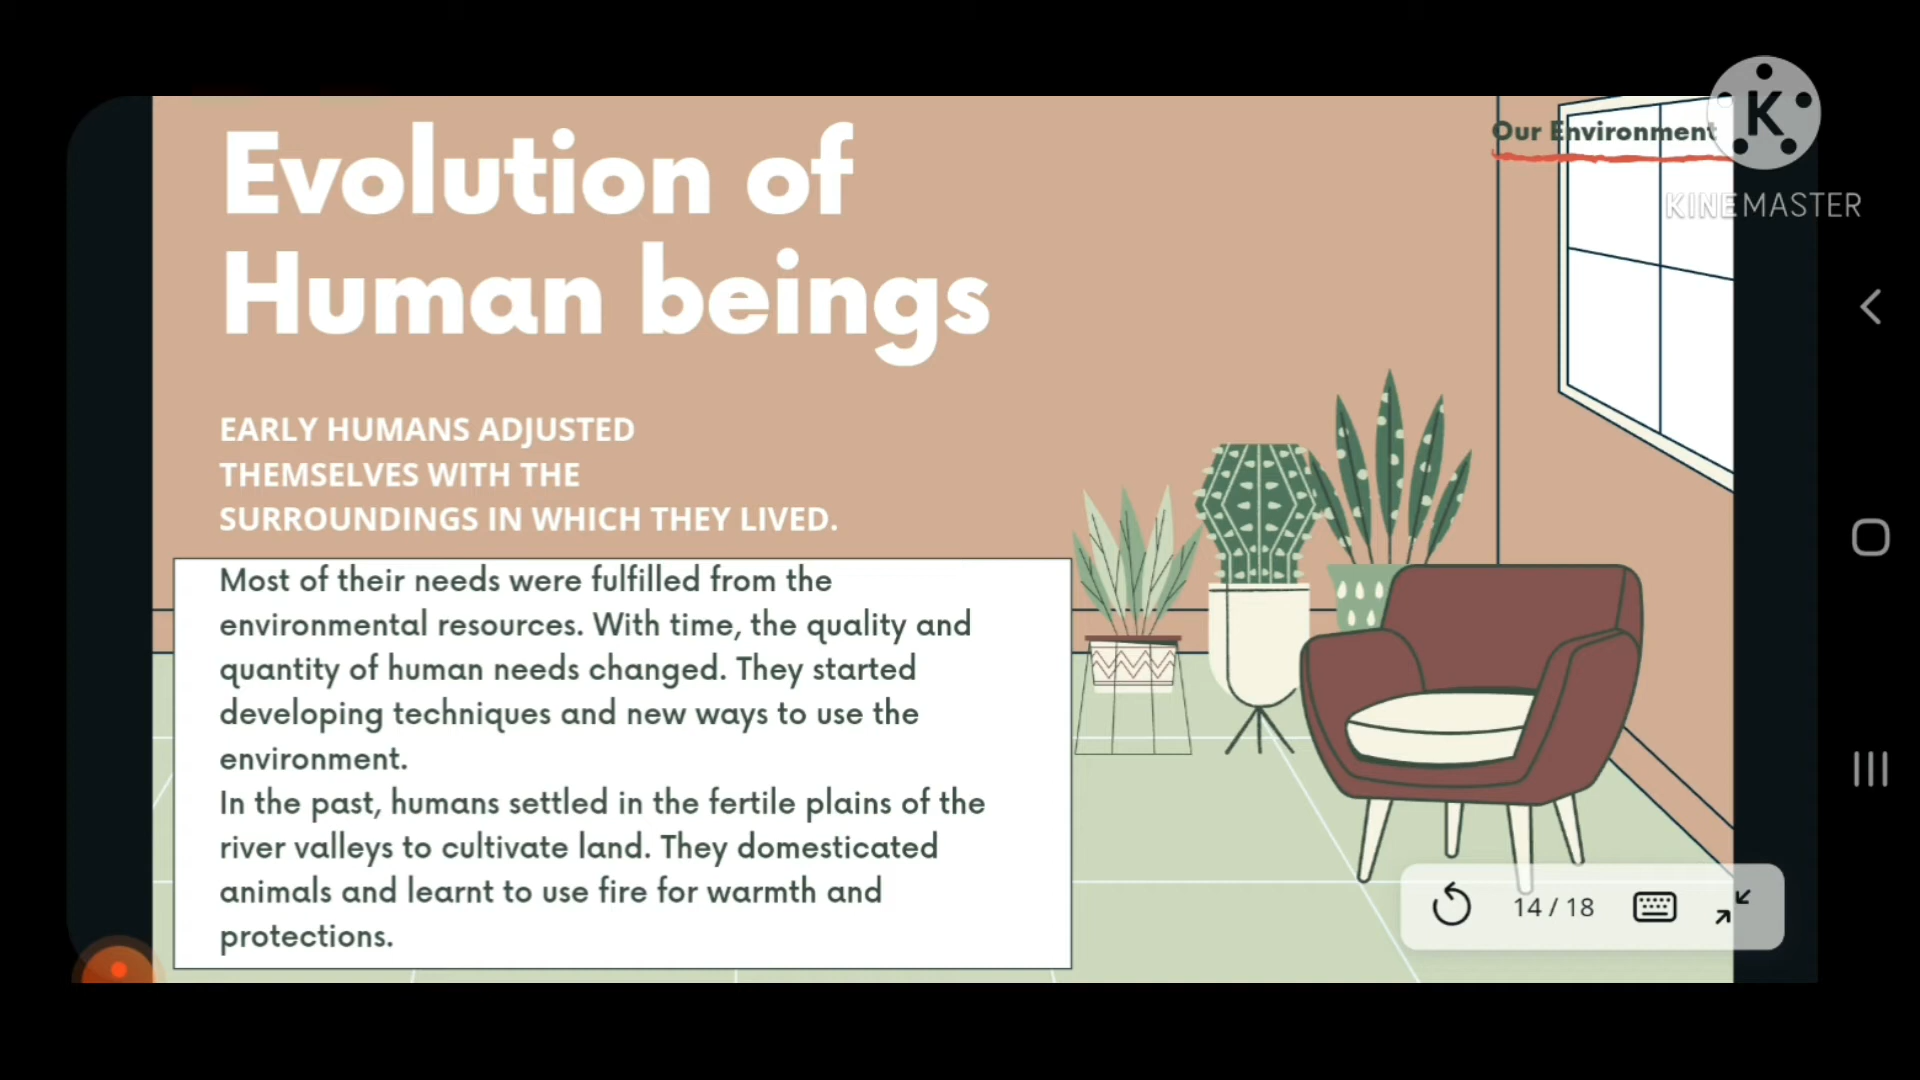 Our Environment
K
KINEMASTER
Evolution of
Human beings
EARLY HUMANS ADJUSTED
THEMSELVES WITH THE
SURROUNDINGS IN WHICH THEY LIVED.
Most of their needs were fulfilled from the
environmental resources. With time, the quality and
quantity of human needs changed. They started
developing techniques and new ways to use the
environment.
In the past, humans settled in the fertile plains of the
river valleys to cultivate land. They domesticated
animals and learnt to use fire for warmth and
protections.
14 / 18